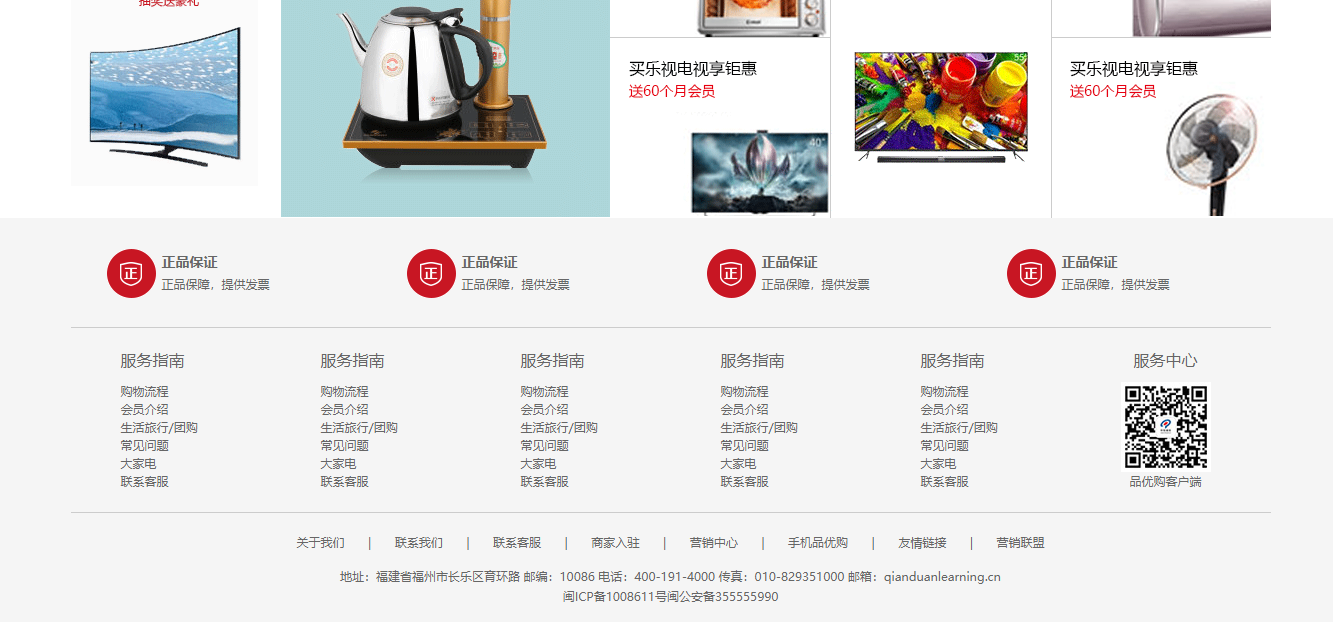 抽奖送豪礼
买乐视电视享钜惠
送60个月会员
40"
55"
买乐视电视享钜惠
送60个月会员
正
正品保证
正品保障，提供发票
正
正品保证
正品保障，提供发票
正
正品保证
正品保障，提供发票
正
正品保证
正品保障，提供发票
服务指南
购物流程
会员介绍
生活旅行/团购
常见问题
大家电
联系客服
服务指南
购物流程
会员介绍
生活旅行/团购
常见问题
大家电
联系客服
服务指南
购物流程
会员介绍
生活旅行/团购
常见问题
大家电
联系客服
服务指南
购物流程
会员介绍
生活旅行/团购
常见问题
大家电
联系客服
服务指南
购物流程
会员介绍
生活旅行/团购
常见问题
大家电
联系客服
服务中心
品优购客户端
关于我们 | 联系我们 | 联系客服 | 商家入驻 | 营销中心 | 手机品优购 | 友情链接 | 营销联盟
地址：福建省福州市长乐区育环路 邮编：10086 电话：400-191-4000 传真：010-829351000 邮箱：qianduanlearning.cn
闽ICP备1008611号闽公安备355555990